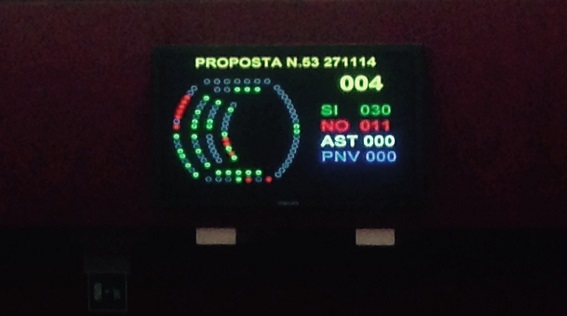 PROPOSTA N.53 271114
004
SI 030
NO 011
AST 000
PNV 000